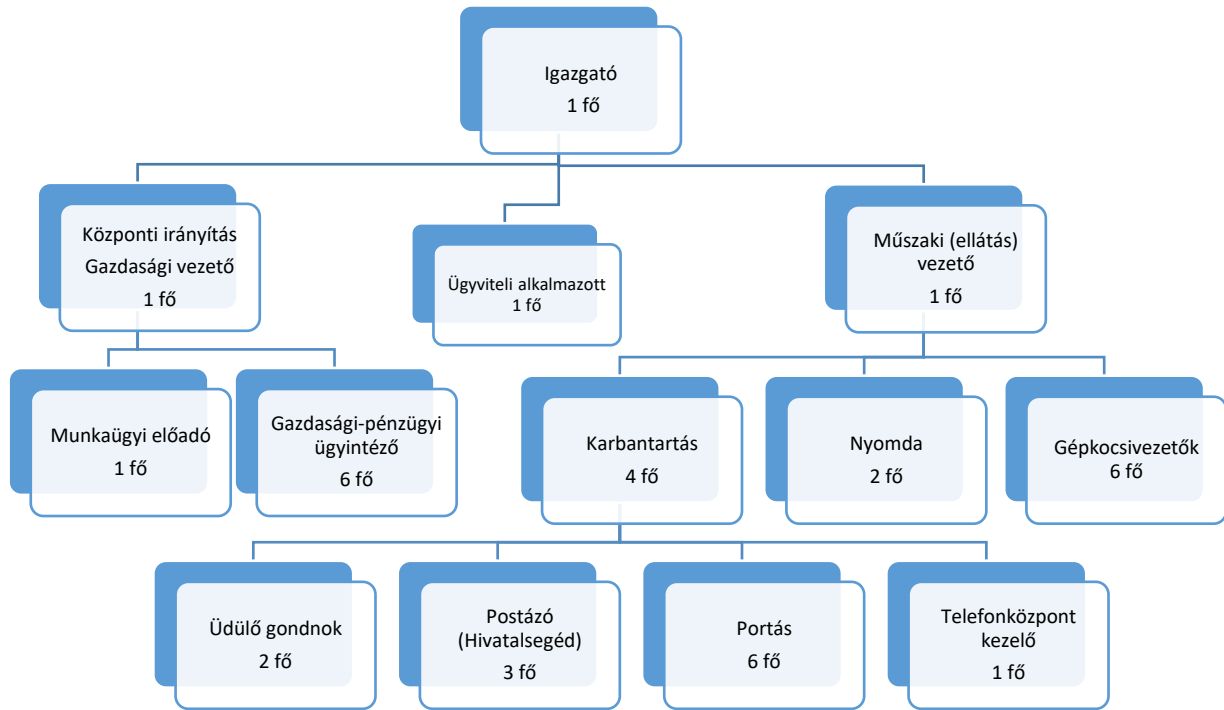 Igazgató
1 fő
Központi irányítás
Gazdasági vezető
1 fő
Ügyviteli alkalmazott
1 fő
Műszaki (ellátás)
vezető
1 fő
Munkaügyi előadó
1 fő
Gazdasági-pénzügyi
ügyintéző
6 fő
Karbantartás
4 fő
Nyomda
2 fő
Gépkocsivezetők
6 fő
Üdülő gondnok
2 fő
Postázó
(Hivatalsegéd)
3 fő
Portás
6 fő
Telefonközpont
kezelő
1 fő